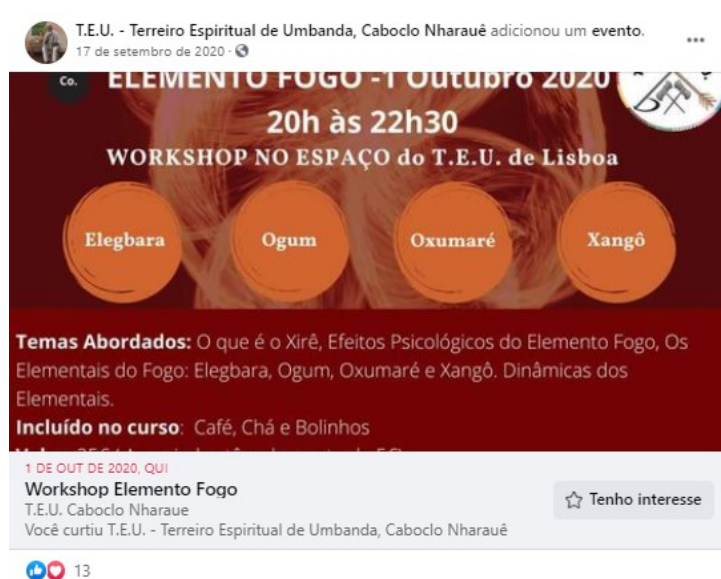 T.E.U. - Terreiro Espiritual de Umbanda, Caboclo Nharauê adicionou um evento.
17 de setembro de 2020 ·
Co.
ELEMENTO FOGO -1 Outubro 2020
20h às 22h30
WORKSHOP NO ESPAÇO do T.E.U. de Lisboa
Elegbara Ogum Oxumaré Xangô
Temas Abordados: O que é o Xirê, Efeitos Psicológicos do Elemento Fogo, Os
Elementais do Fogo: Elegbara, Ogum, Oxumaré e Xangô. Dinâmicas dos
Elementais.
Incluído no curso: Café, Chá e Bolinhos
1 DE OUT DE 2020, QUI
Workshop Elemento Fogo
T.E.U. Caboclo Nharaue
Você curtiu T.E.U. - Terreiro Espiritual de Umbanda, Caboclo Nharauê
Tenho interesse
13